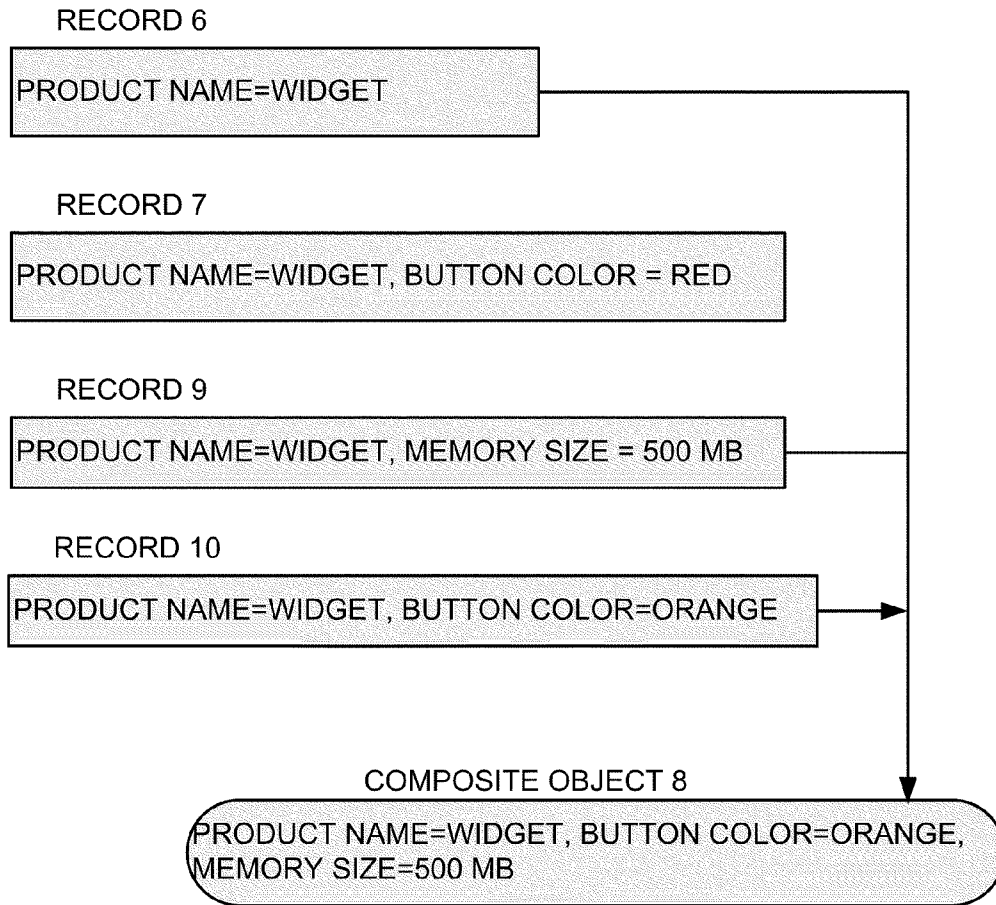 RECORD 6
PRODUCT NAME=WIDGET
RECORD 7
PRODUCT NAME=WIDGET, BUTTON COLOR = RED
RECORD 9
PRODUCT NAME=WIDGET, MEMORY SIZE = 500 MB
RECORD 10
PRODUCT NAME=WIDGET, BUTTON COLOR=ORANGE
COMPOSITE OBJECT 8
PRODUCT NAME=WIDGET, BUTTON COLOR=ORANGE,
MEMORY SIZE=500 MB